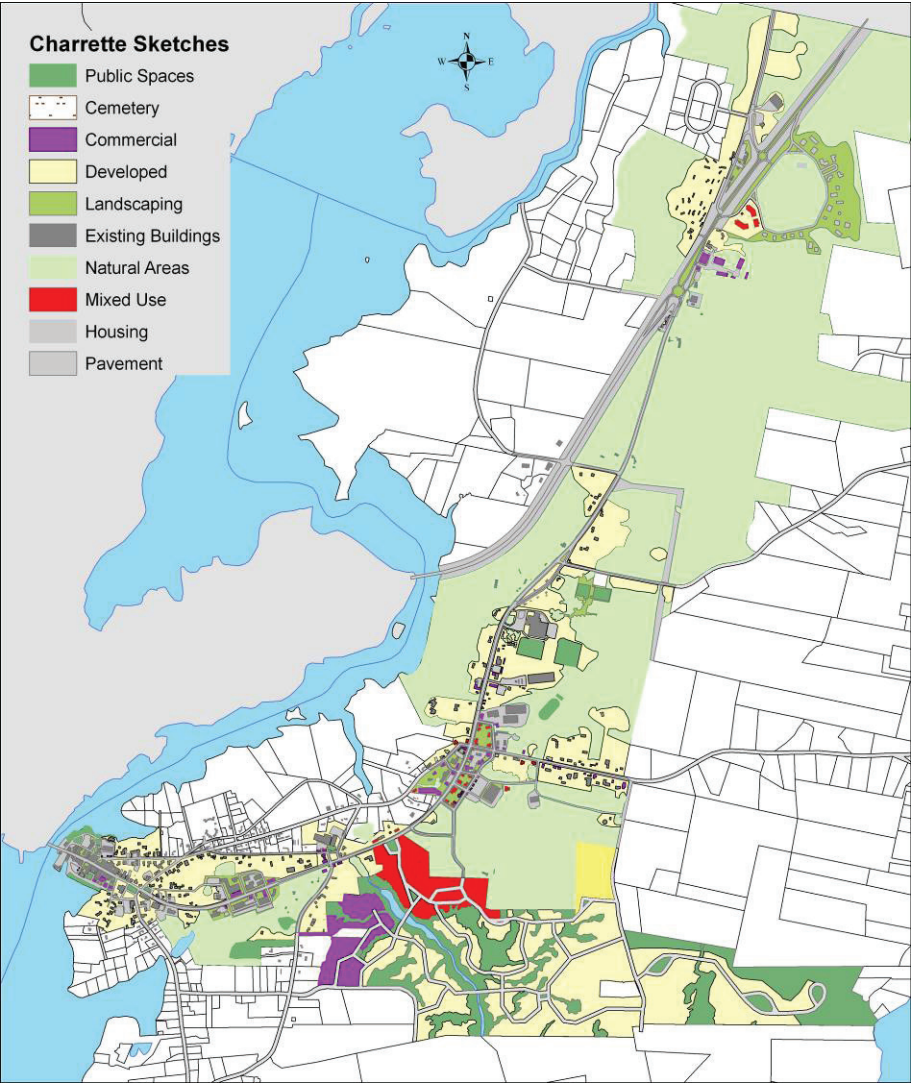 Charrette Sketches
N
W E
S
Public Spaces
Cemetery
Commercial
Developed
Landscaping
Existing Buildings
Natural Areas
Mixed Use
Housing
Pavement